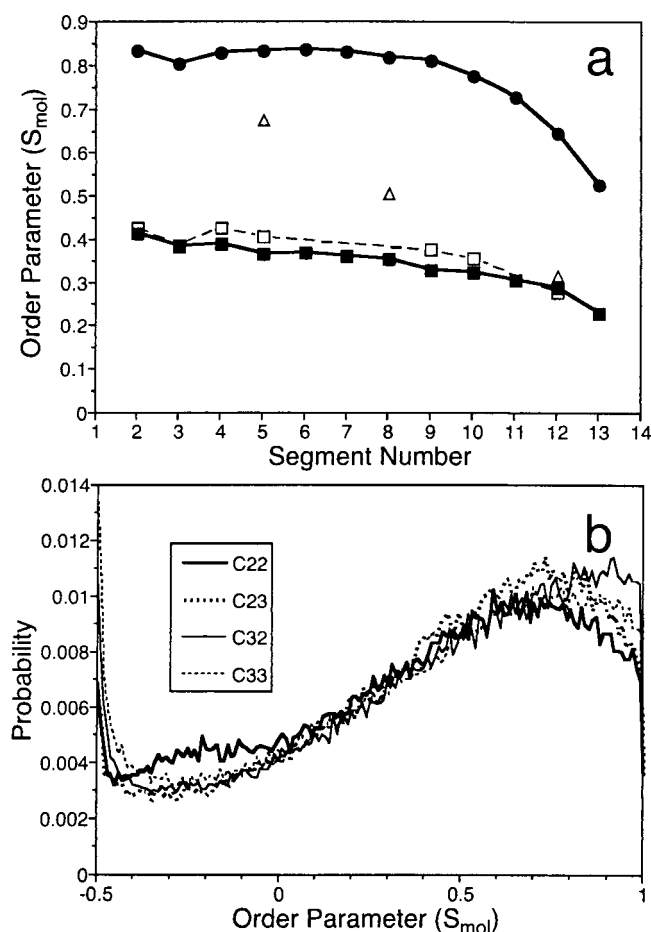 a
Order Parameter (Smol)
0.9
0.8
0.7
0.6
0.5
0.4
0.3
0.2
0.1
0
1 2 3 4 5 6 7 8 9 10 11 12 13 14
Segment Number
b
Probability
0.014
0.012
0.01
0.008
0.006
0.004
0.002
0
C22
C23
C32
C33
-0.5 0 0.5 1
Order Parameter (Smol)